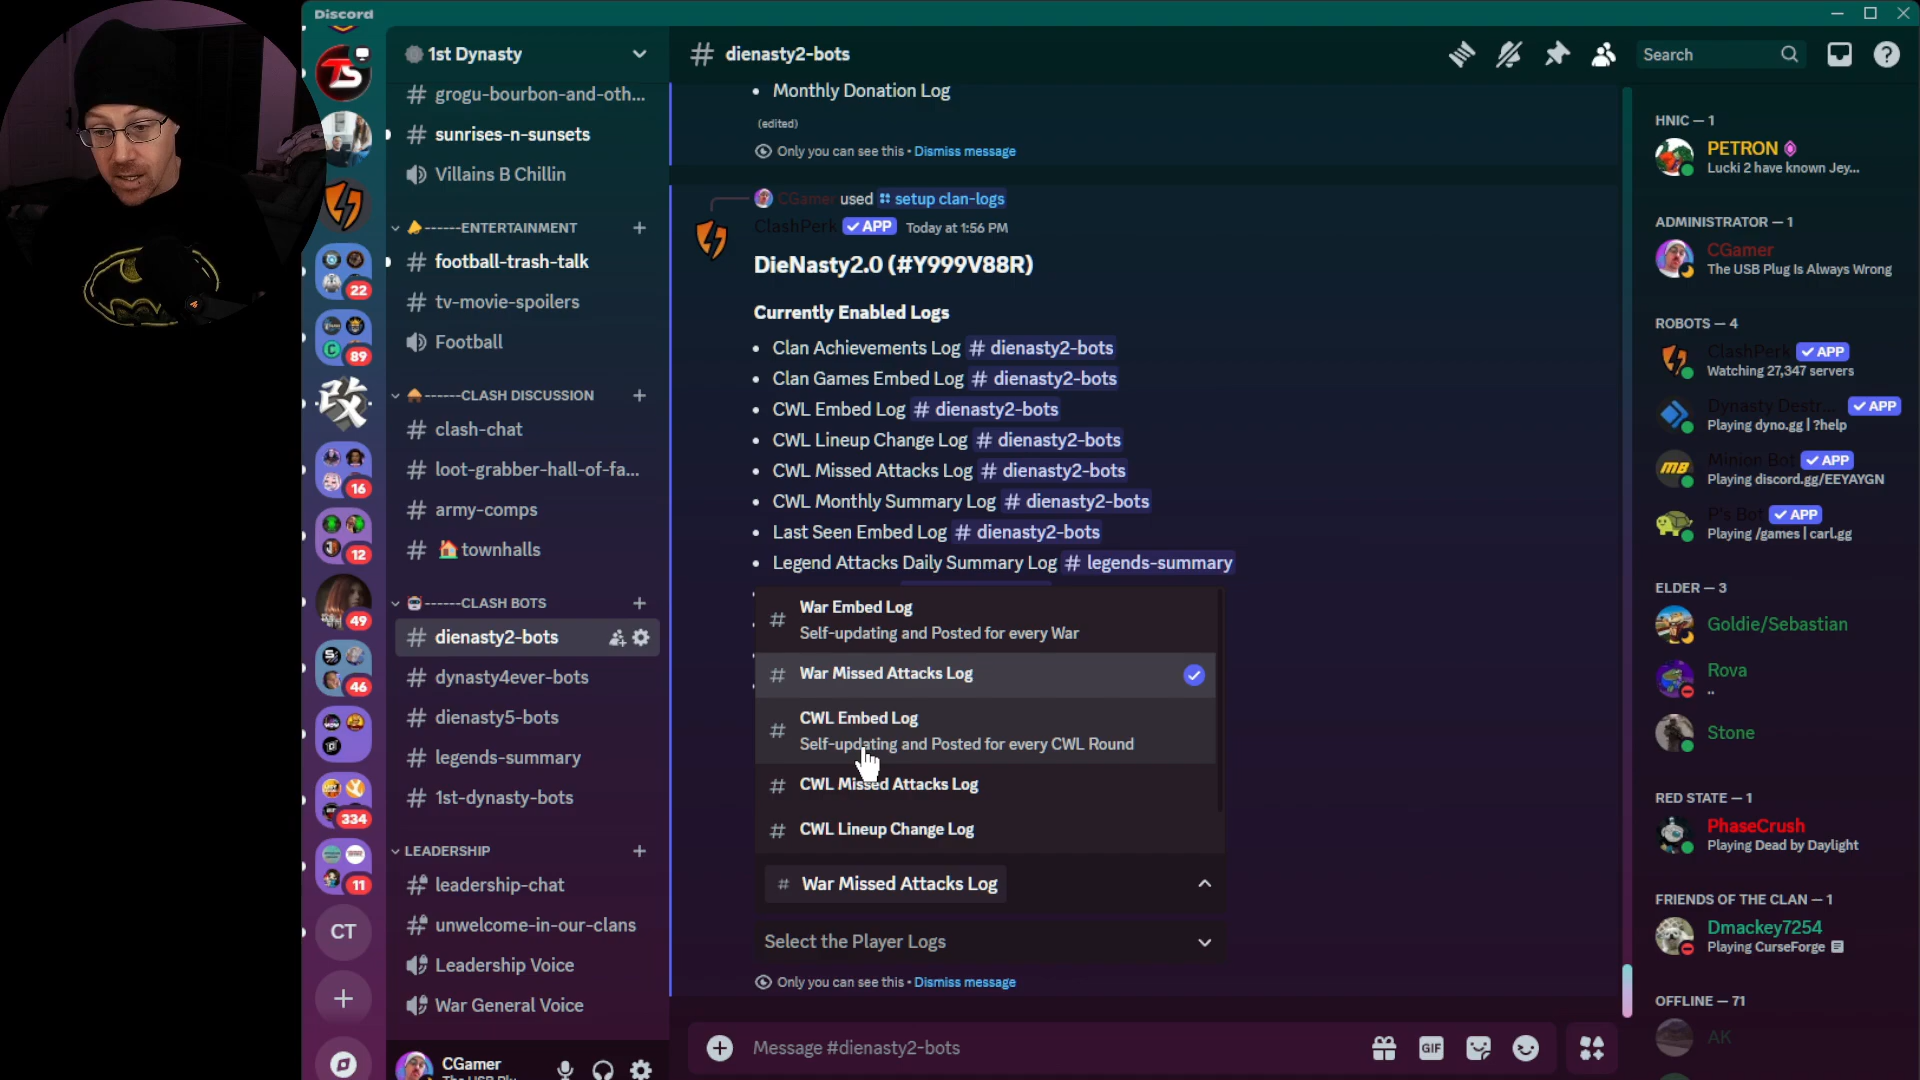 Discord
1st Dynasty
grogu-bourbon-and-oth...
sunrises-n-sunsets
Villains B Chillin
------ENTERTAINMENT
football-trash-talk
tv-movie-spoilers
Football
------CLASH DISCUSSION
clash-chat
loot-grabber-hall-of-fa...
army-comps
townhalls
------CLASH BOTS
dienasty2-bots
dynasty4ever-bots
dienasty5-bots
legends-summary
1st-dynasty-bots
LEADERSHIP
leadership-chat
unwelcome-in-our-clans
Leadership Voice
War General Voice
CGamer
TS
22
89
16
12
49
46
334
11
CT
# dienasty2-bots
Search
• Monthly Donation Log
(edited)
Only you can see this • Dismiss message
CGamer used setup clan-logs
ClashPerk ✓ APP Today at 1:56 PM
DieNasty2.0 (#Y999V88R)
Currently Enabled Logs
• Clan Achievements Log # dienasty2-bots
• Clan Games Embed Log # dienasty2-bots
• CWL Embed Log # dienasty2-bots
• CWL Lineup Change Log # dienasty2-bots
• CWL Missed Attacks Log # dienasty2-bots
• CWL Monthly Summary Log # dienasty2-bots
• Last Seen Embed Log # dienasty2-bots
• Legend Attacks Daily Summary Log # legends-summary
War Embed Log
Self-updating and Posted for every War
War Missed Attacks Log
CWL Embed Log
Self-updating and Posted for every CWL Round
CWL Missed Attacks Log
CWL Lineup Change Log
# War Missed Attacks Log
Select the Player Logs
Only you can see this • Dismiss message
Message #dienasty2-bots
GIF
HNIC — 1
PETRON
Lucki 2 have known Jey...
ADMINISTRATOR — 1
CGamer
The USB Plug Is Always Wrong
ROBOTS — 4
ClashPerk ✓ APP
Watching 27,347 servers
Dynasty Destr... ✓ APP
Playing dyno.gg | ?help
Minion Bot ✓ APP
Playing discord.gg/EEYAYGN
P's Bot ✓ APP
Playing /games | carl.gg
ELDER — 3
Goldie/Sebastian
Rova
..
Stone
RED STATE — 1
PhaseCrush
Playing Dead by Daylight
FRIENDS OF THE CLAN — 1
Dmackey7254
Playing CurseForge
OFFLINE — 71
AK